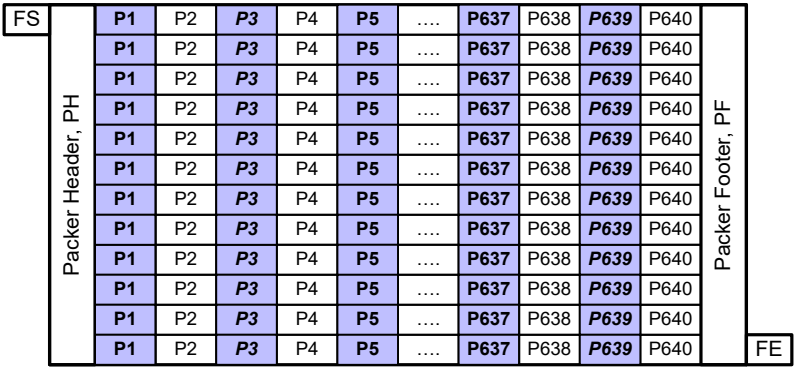 FS P1 P2 P3 P4 P5 .... P637 P638 P639 P640
P1 P2 P3 P4 P5 .... P637 P638 P639 P640
P1 P2 P3 P4 P5 .... P637 P638 P639 P640
P1 P2 P3 P4 P5 .... P637 P638 P639 P640
P1 P2 P3 P4 P5 .... P637 P638 P639 P640
P1 P2 P3 P4 P5 .... P637 P638 P639 P640
P1 P2 P3 P4 P5 .... P637 P638 P639 P640
P1 P2 P3 P4 P5 .... P637 P638 P639 P640
P1 P2 P3 P4 P5 .... P637 P638 P639 P640
P1 P2 P3 P4 P5 .... P637 P638 P639 P640
P1 P2 P3 P4 P5 .... P637 P638 P639 P640
P1 P2 P3 P4 P5 .... P637 P638 P639 P640 FE
Packer Header, PH
Packer Footer, PF